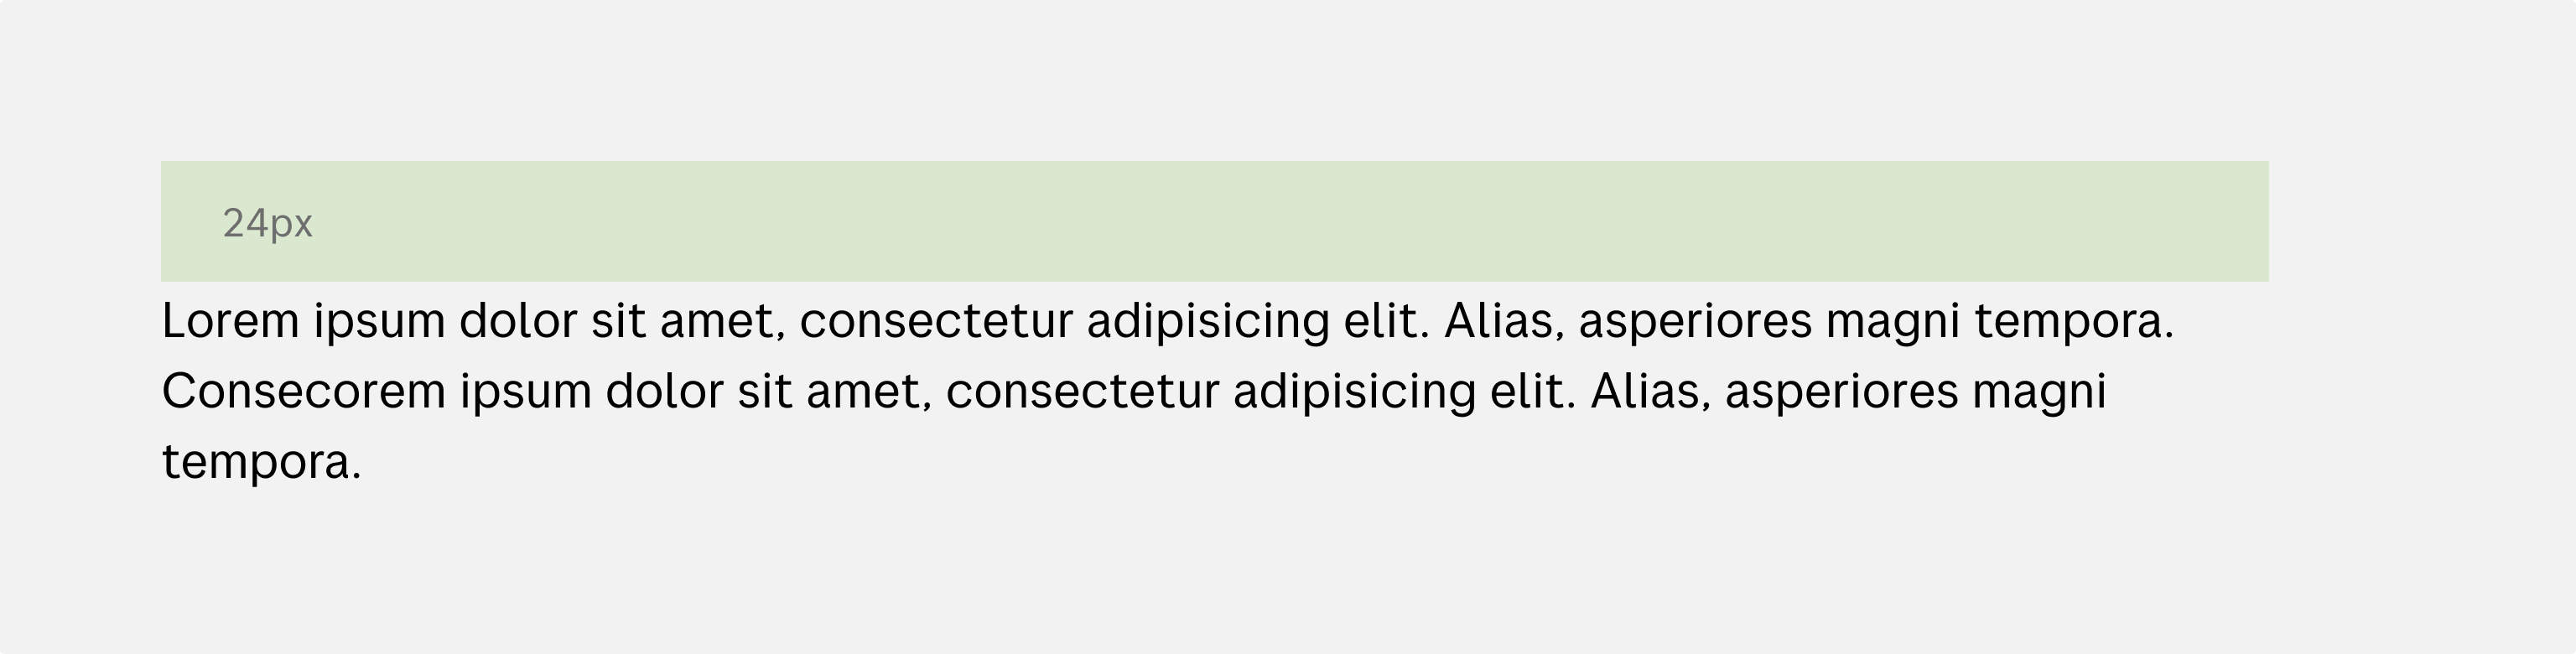 24px
Lorem ipsum dolor sit amet, consectetur adipisicing elit. Alias, asperiores magni tempora.
Consecorem ipsum dolor sit amet, consectetur adipisicing elit. Alias, asperiores magni
tempora.